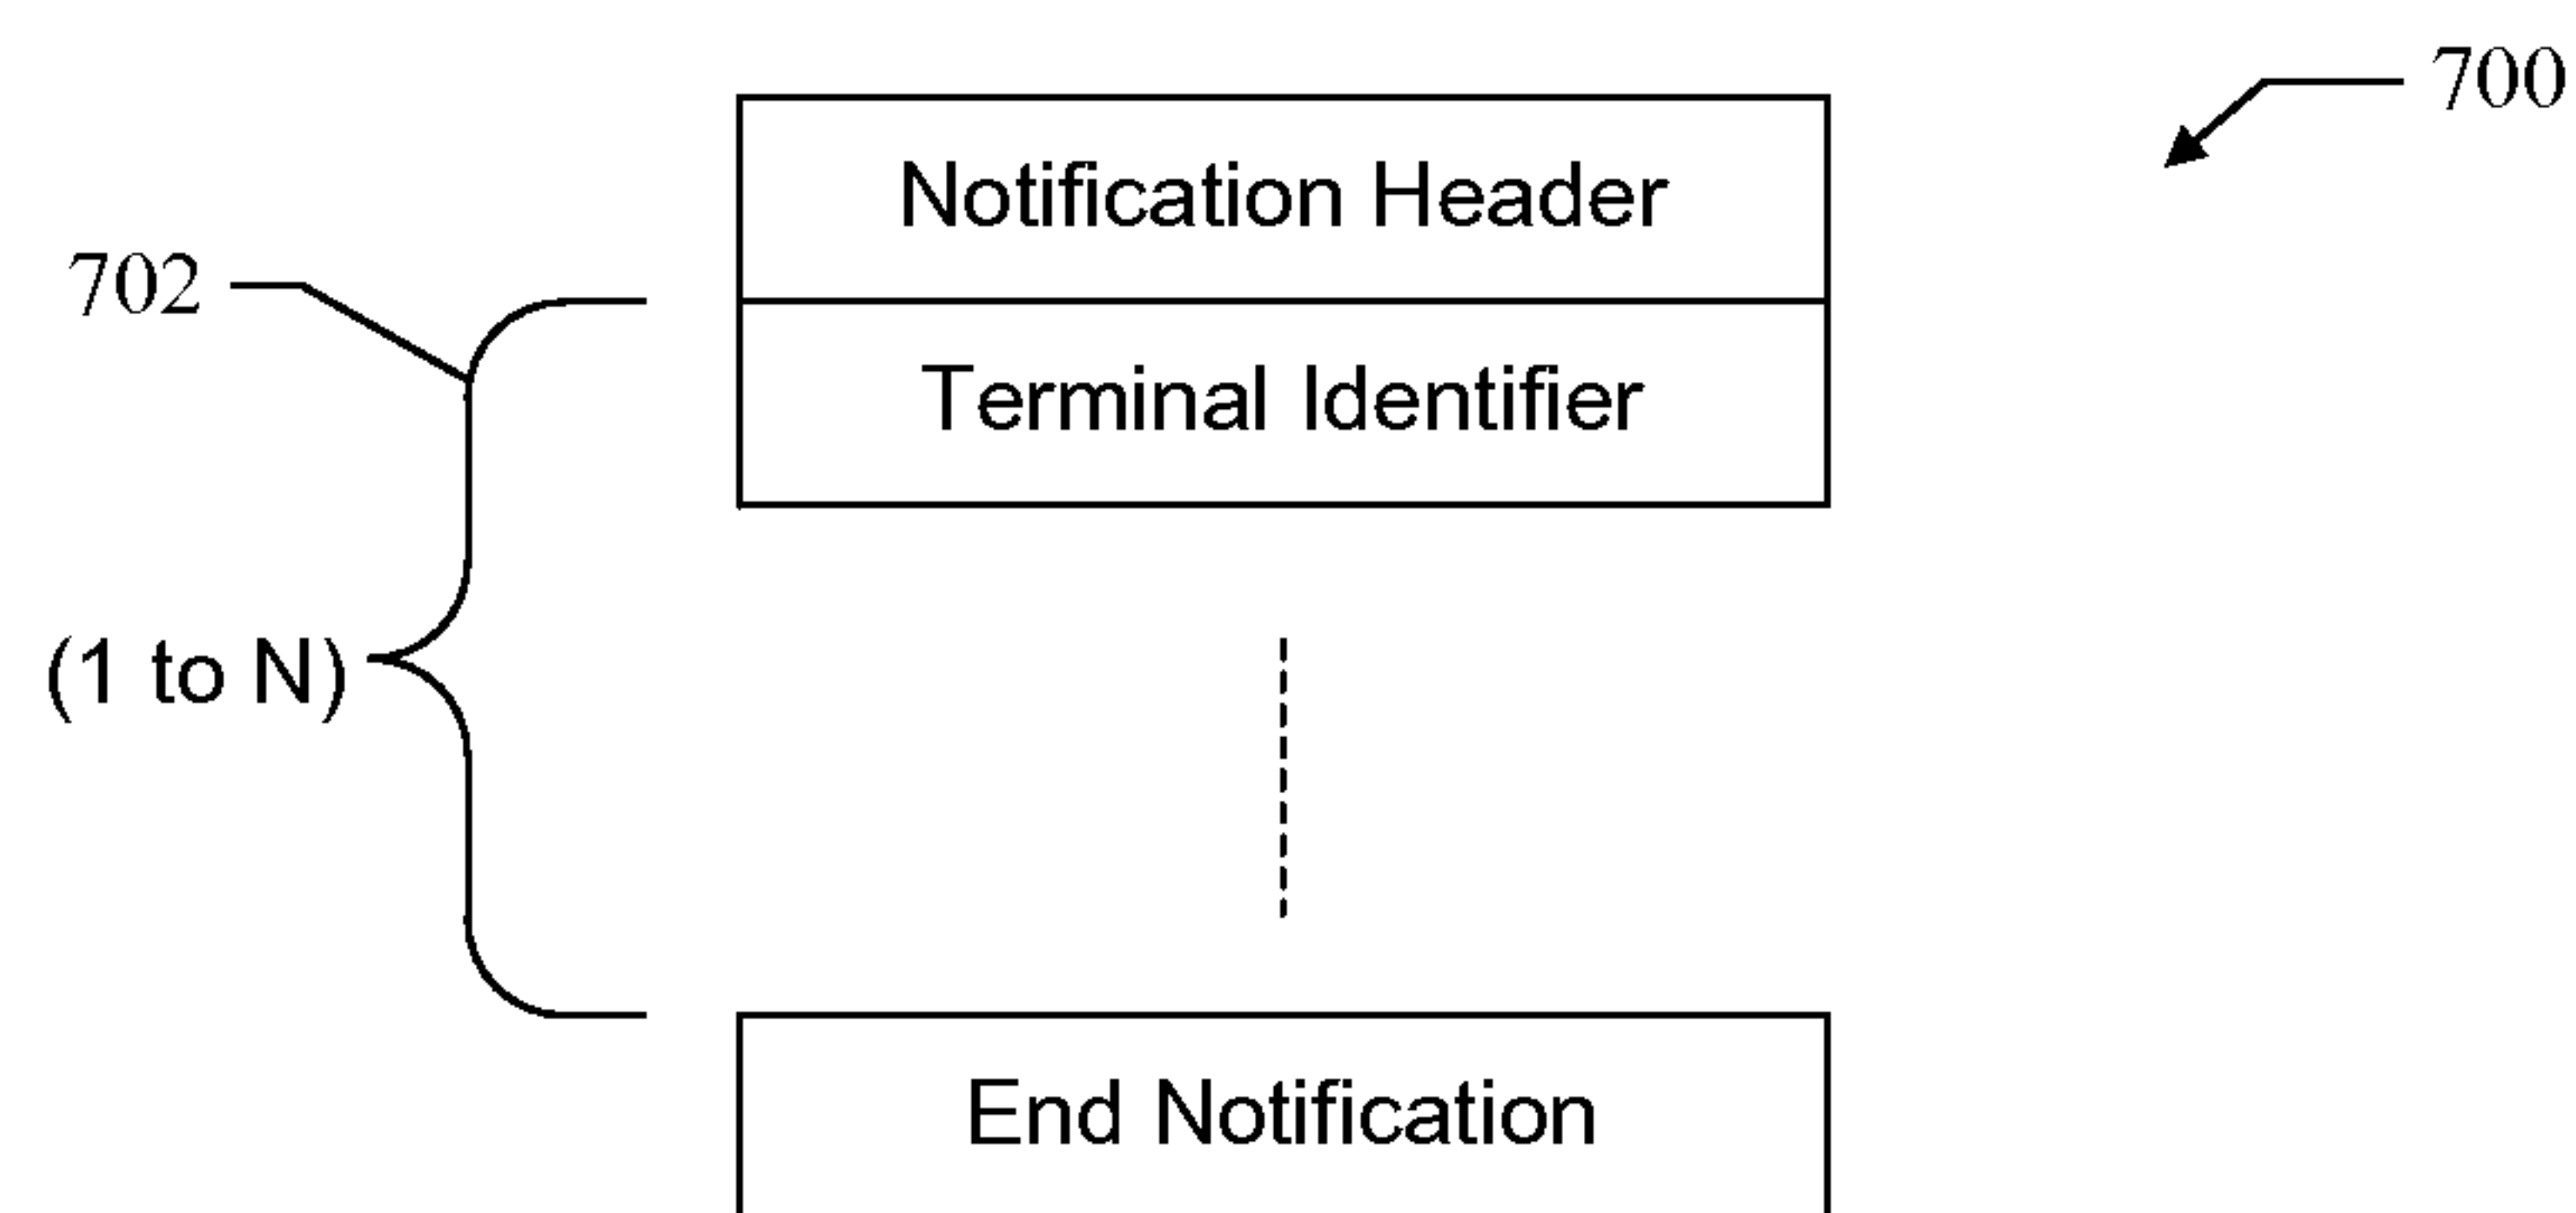 700
Notification Header
702
Terminal Identifier
(1 to N)
End Notification